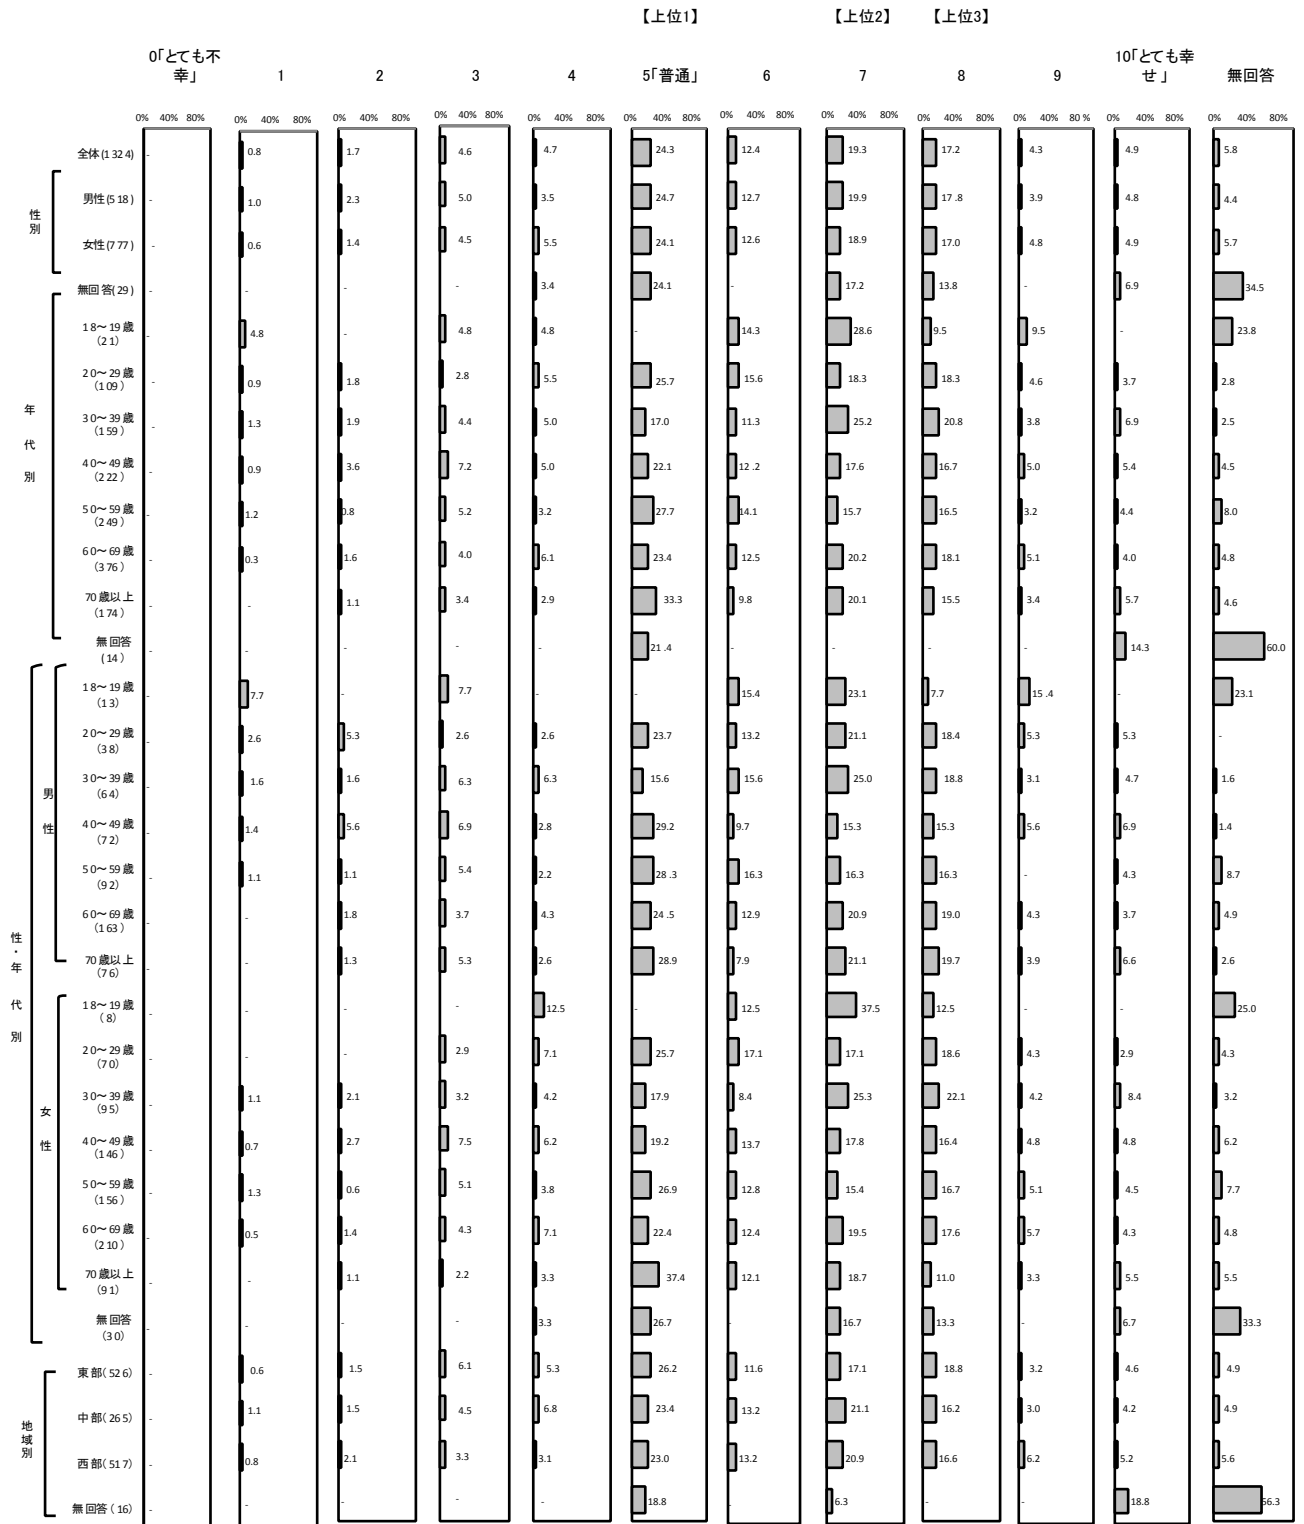 【上位1】 【上位2】 【上位3】
0「とても不幸」 1 2 3 4 5「普通」 6 7 8 9 10「とても幸せ」 無回答
0% 40% 80% 0% 40% 80% 0% 40% 80% 0% 40% 80% 0% 40% 80% 0% 40% 80% 0% 40% 80% 0% 40% 80% 0% 40% 80% 0% 40% 80% 0% 40% 80% 0% 40% 80%
全体(1324) - 0.8 1.7 4.6 4.7 24.3 12.4 19.3 17.2 4.3 4.9 5.8
性別
男性(518) - 1.0 2.3 5.0 3.5 24.7 12.7 19.9 17.8 3.9 4.8 4.4
女性(777) - 0.6 1.4 4.5 5.5 24.1 12.6 18.9 17.0 4.8 4.9 5.7
無回答(29) - - - - 3.4 24.1 - 17.2 13.8 - 6.9 34.5
年代別
18～19歳(21) - 4.8 - 4.8 4.8 - 14.3 28.6 9.5 9.5 - 23.8
20～29歳(109) - 0.9 1.8 2.8 5.5 25.7 15.6 18.3 18.3 4.6 3.7 2.8
30～39歳(159) - 1.3 1.9 4.4 5.0 17.0 11.3 25.2 20.8 3.8 6.9 2.5
40～49歳(222) - 0.9 3.6 7.2 5.0 22.1 12.2 17.6 16.7 5.0 5.4 4.5
50～59歳(249) - 1.2 0.8 5.2 3.2 27.7 14.1 15.7 16.5 3.2 4.4 8.0
60～69歳(376) - 0.3 1.6 4.0 6.1 23.4 12.5 20.2 18.1 5.1 4.0 4.8
70歳以上(174) - - 1.1 3.4 2.9 33.3 9.8 20.1 15.5 3.4 5.7 4.6
無回答(14) - - - - - 21.4 - - - - 14.3 60.0
性・年代別
男性
18～19歳(13) - 7.7 - 7.7 - - 15.4 23.1 7.7 15.4 - 23.1
20～29歳(38) - 2.6 5.3 2.6 2.6 23.7 13.2 21.1 18.4 5.3 5.3 -
30～39歳(64) - 1.6 1.6 6.3 6.3 15.6 15.6 25.0 18.8 3.1 4.7 1.6
40～49歳(72) - 1.4 5.6 6.9 2.8 29.2 9.7 15.3 15.3 5.6 6.9 1.4
50～59歳(92) - 1.1 1.1 5.4 2.2 28.3 16.3 16.3 16.3 - 4.3 8.7
60～69歳(163) - - 1.8 3.7 4.3 24.5 12.9 20.9 19.0 4.3 3.7 4.9
70歳以上(76) - - 1.3 5.3 2.6 28.9 7.9 21.1 19.7 3.9 6.6 2.6
女性
18～19歳(8) - - - - 12.5 - 12.5 37.5 12.5 - - 25.0
20～29歳(70) - - - 2.9 7.1 25.7 17.1 17.1 18.6 4.3 2.9 4.3
30～39歳(95) - 1.1 2.1 3.2 4.2 17.9 8.4 25.3 22.1 4.2 8.4 3.2
40～49歳(146) - 0.7 2.7 7.5 6.2 19.2 13.7 17.8 16.4 4.8 4.8 6.2
50～59歳(156) - 1.3 0.6 5.1 3.8 26.9 12.8 15.4 16.7 5.1 4.5 7.7
60～69歳(210) - 0.5 1.4 4.3 7.1 22.4 12.4 19.5 17.6 5.7 4.3 4.8
70歳以上(91) - - 1.1 2.2 3.3 37.4 12.1 18.7 11.0 3.3 5.5 5.5
無回答(30) - - - - 3.3 26.7 - 16.7 13.3 - 6.7 33.3
地域別
東部(526) - 0.6 1.5 6.1 5.3 26.2 11.6 17.1 18.8 3.2 4.6 4.9
中部(265) - 1.1 1.5 4.5 6.8 23.4 13.2 21.1 16.2 3.0 4.2 4.9
西部(517) - 0.8 2.1 3.3 3.1 23.0 13.2 20.9 16.6 6.2 5.2 5.6
無回答(16) - - - - - 18.8 - 6.3 - - 18.8 56.3